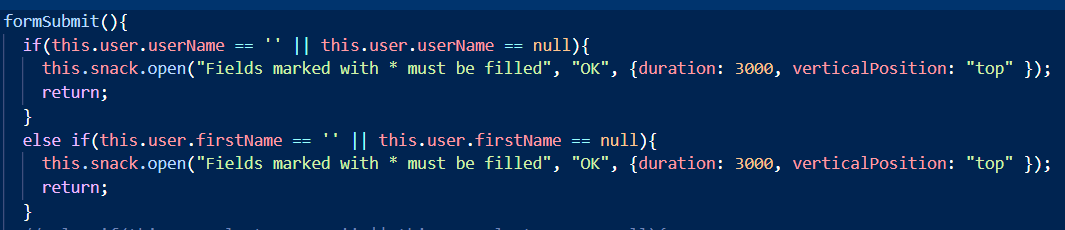 formSubmit(){
if(this.user.userName == '' || this.user.userName == null){
this.snack.open("Fields marked with * must be filled", "OK", {duration: 3000, verticalPosition: "top" });
return;
}
else if(this.user.firstName == '' || this.user.firstName == null){
this.snack.open("Fields marked with * must be filled", "OK", {duration: 3000, verticalPosition: "top" });
return;
}